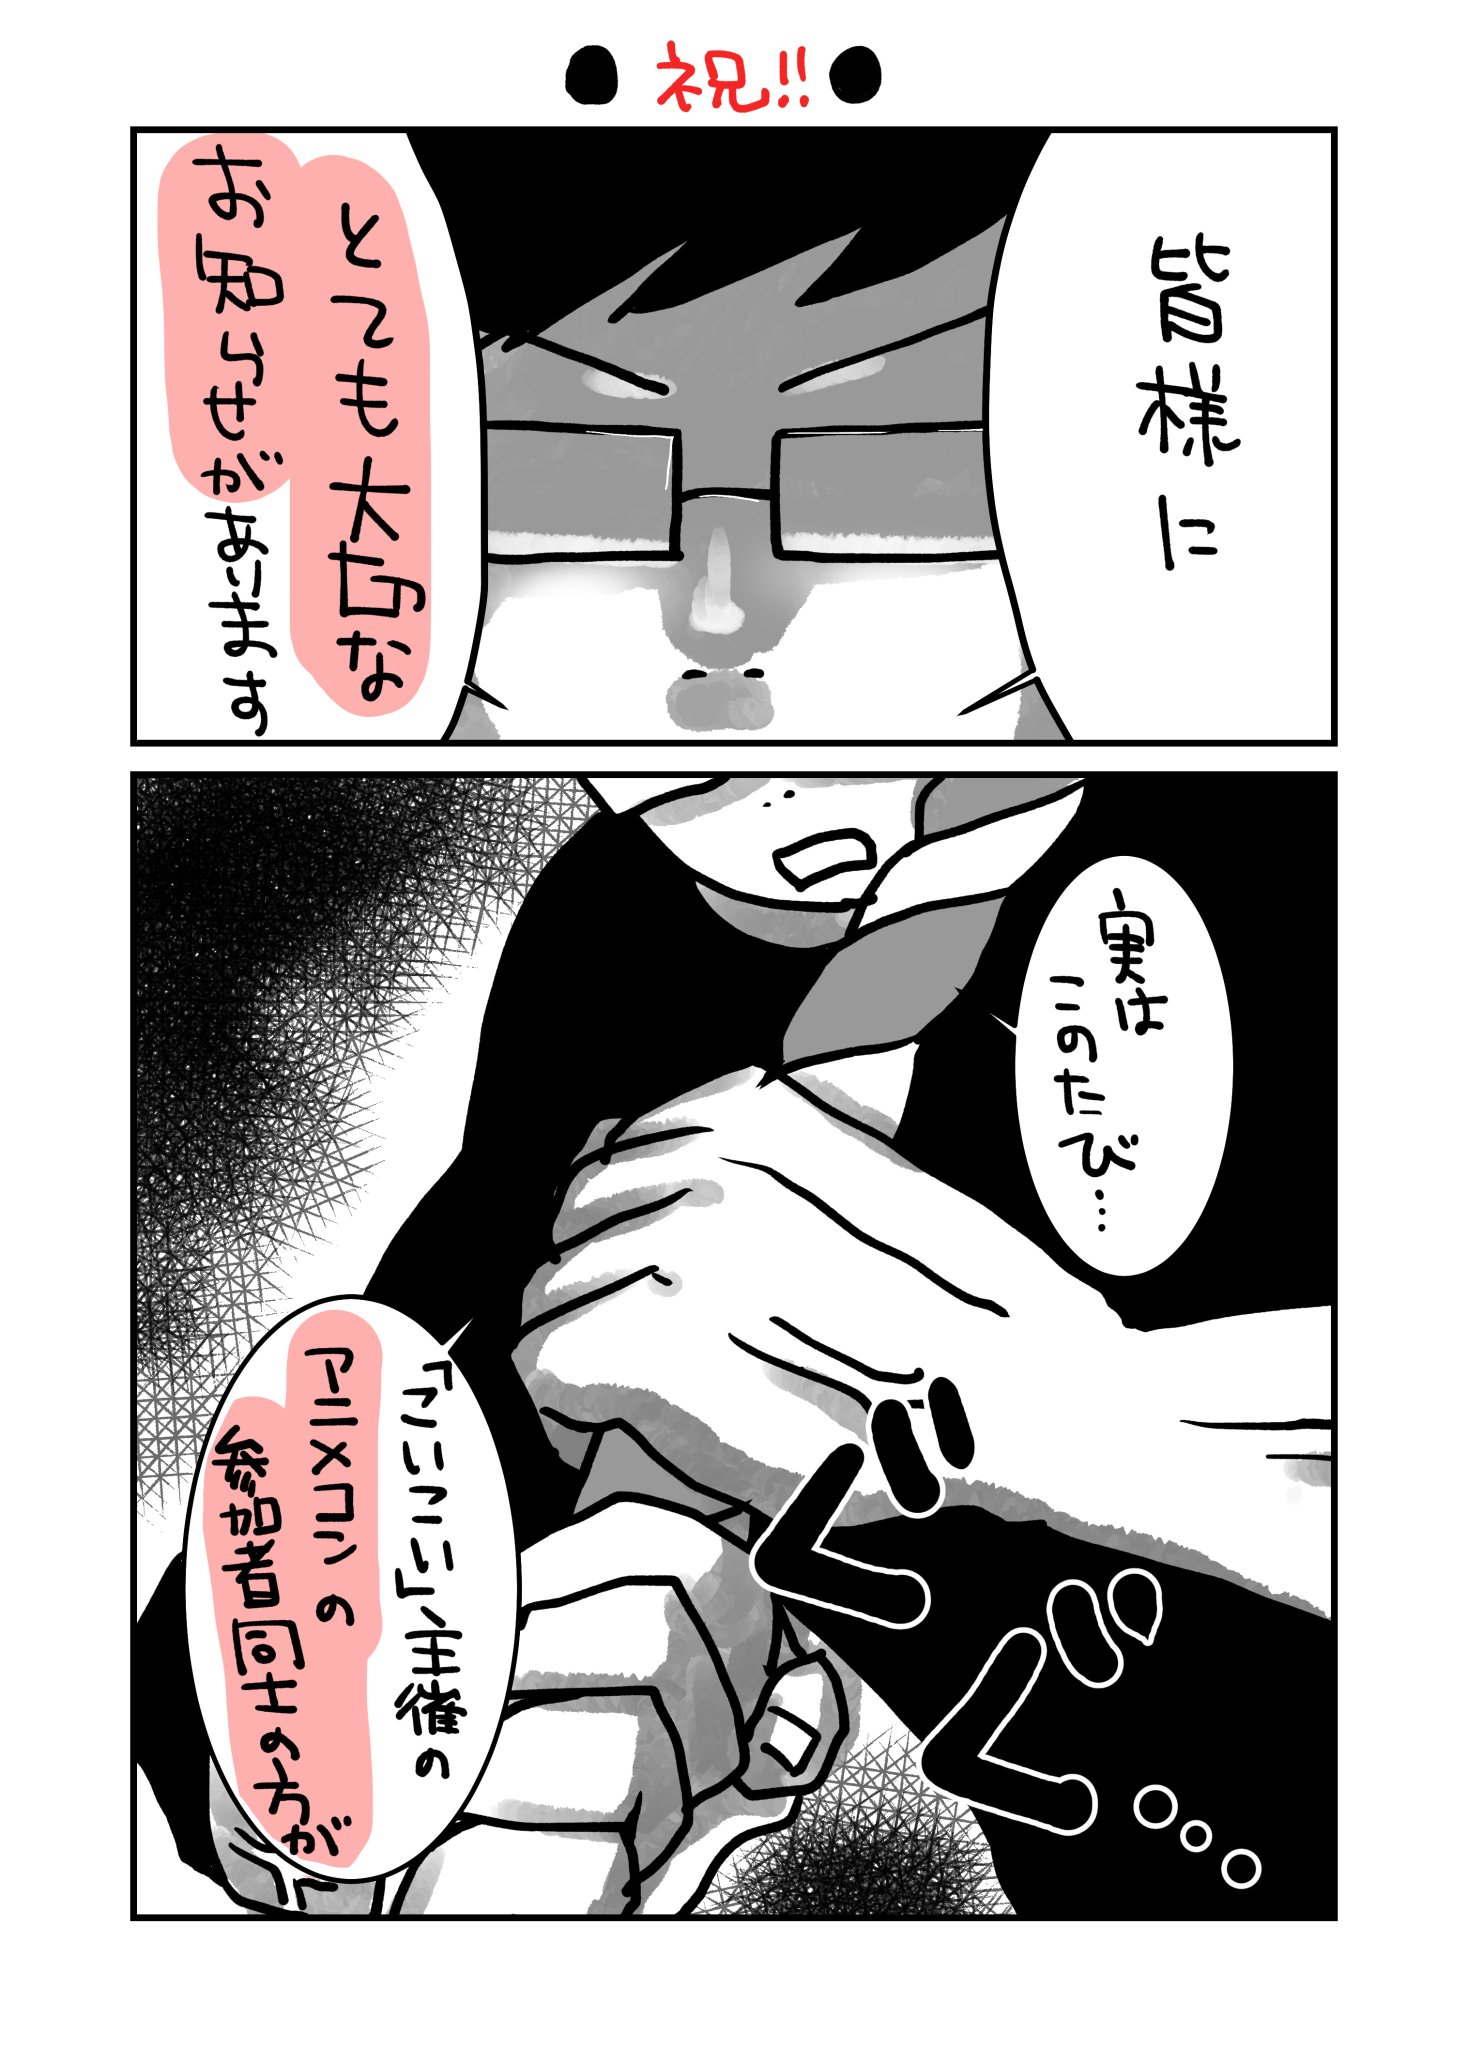 ●祝!!●
皆様に
とても大切な
お知らせがあります
実は
このたび…
「こいこい」主催の
アニメコンの
参加者同士の方が
ぐぐ…